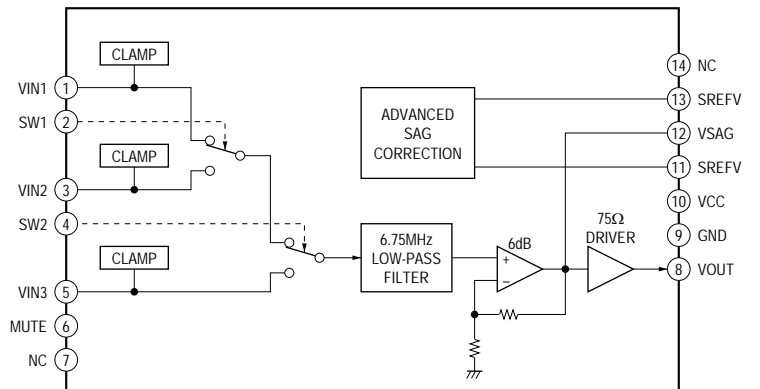 CLAMP
VIN1 1
SW1 2
CLAMP
VIN2 3
SW2 4
CLAMP
VIN3 5
MUTE 6
NC 7
ADVANCED
SAG
CORRECTION
6.75MHz
LOW-PASS
FILTER
6dB
+
−
75Ω
DRIVER
14 NC
13 SREFV
12 VSAG
11 SREFV
10 VCC
9 GND
8 VOUT